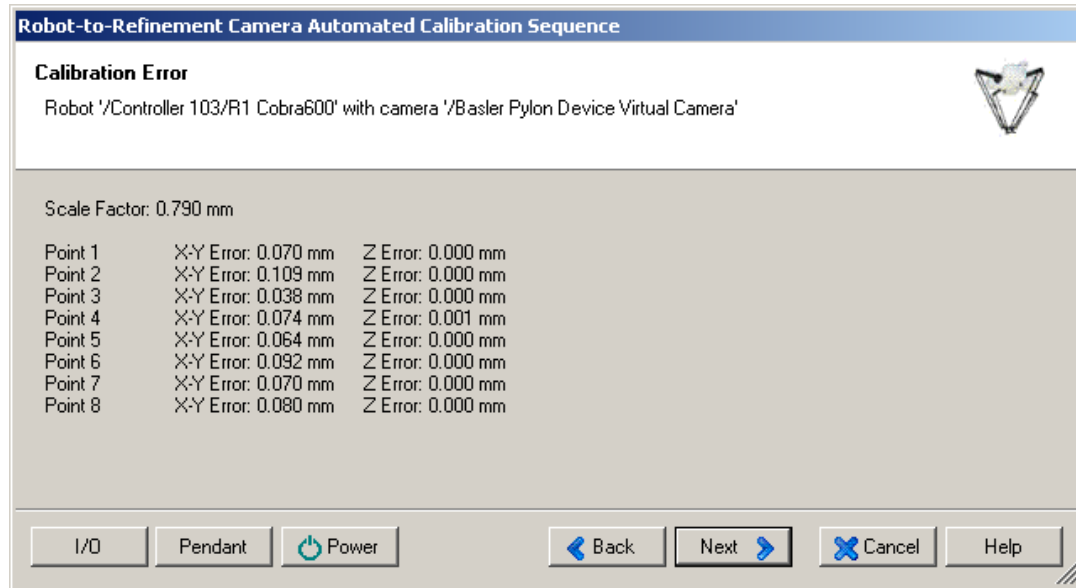 Robot-to-Refinement Camera Automated Calibration Sequence
Calibration Error
Robot '/Controller 103/R1 Cobra600' with camera '/Basler Pylon Device Virtual Camera'
Scale Factor: 0.790 mm
Point 1 X-Y Error: 0.070 mm Z Error: 0.000 mm
Point 2 X-Y Error: 0.109 mm Z Error: 0.000 mm
Point 3 X-Y Error: 0.038 mm Z Error: 0.000 mm
Point 4 X-Y Error: 0.074 mm Z Error: 0.001 mm
Point 5 X-Y Error: 0.064 mm Z Error: 0.000 mm
Point 6 X-Y Error: 0.092 mm Z Error: 0.000 mm
Point 7 X-Y Error: 0.070 mm Z Error: 0.000 mm
Point 8 X-Y Error: 0.080 mm Z Error: 0.000 mm
I/O Pendant Power Back Next Cancel Help